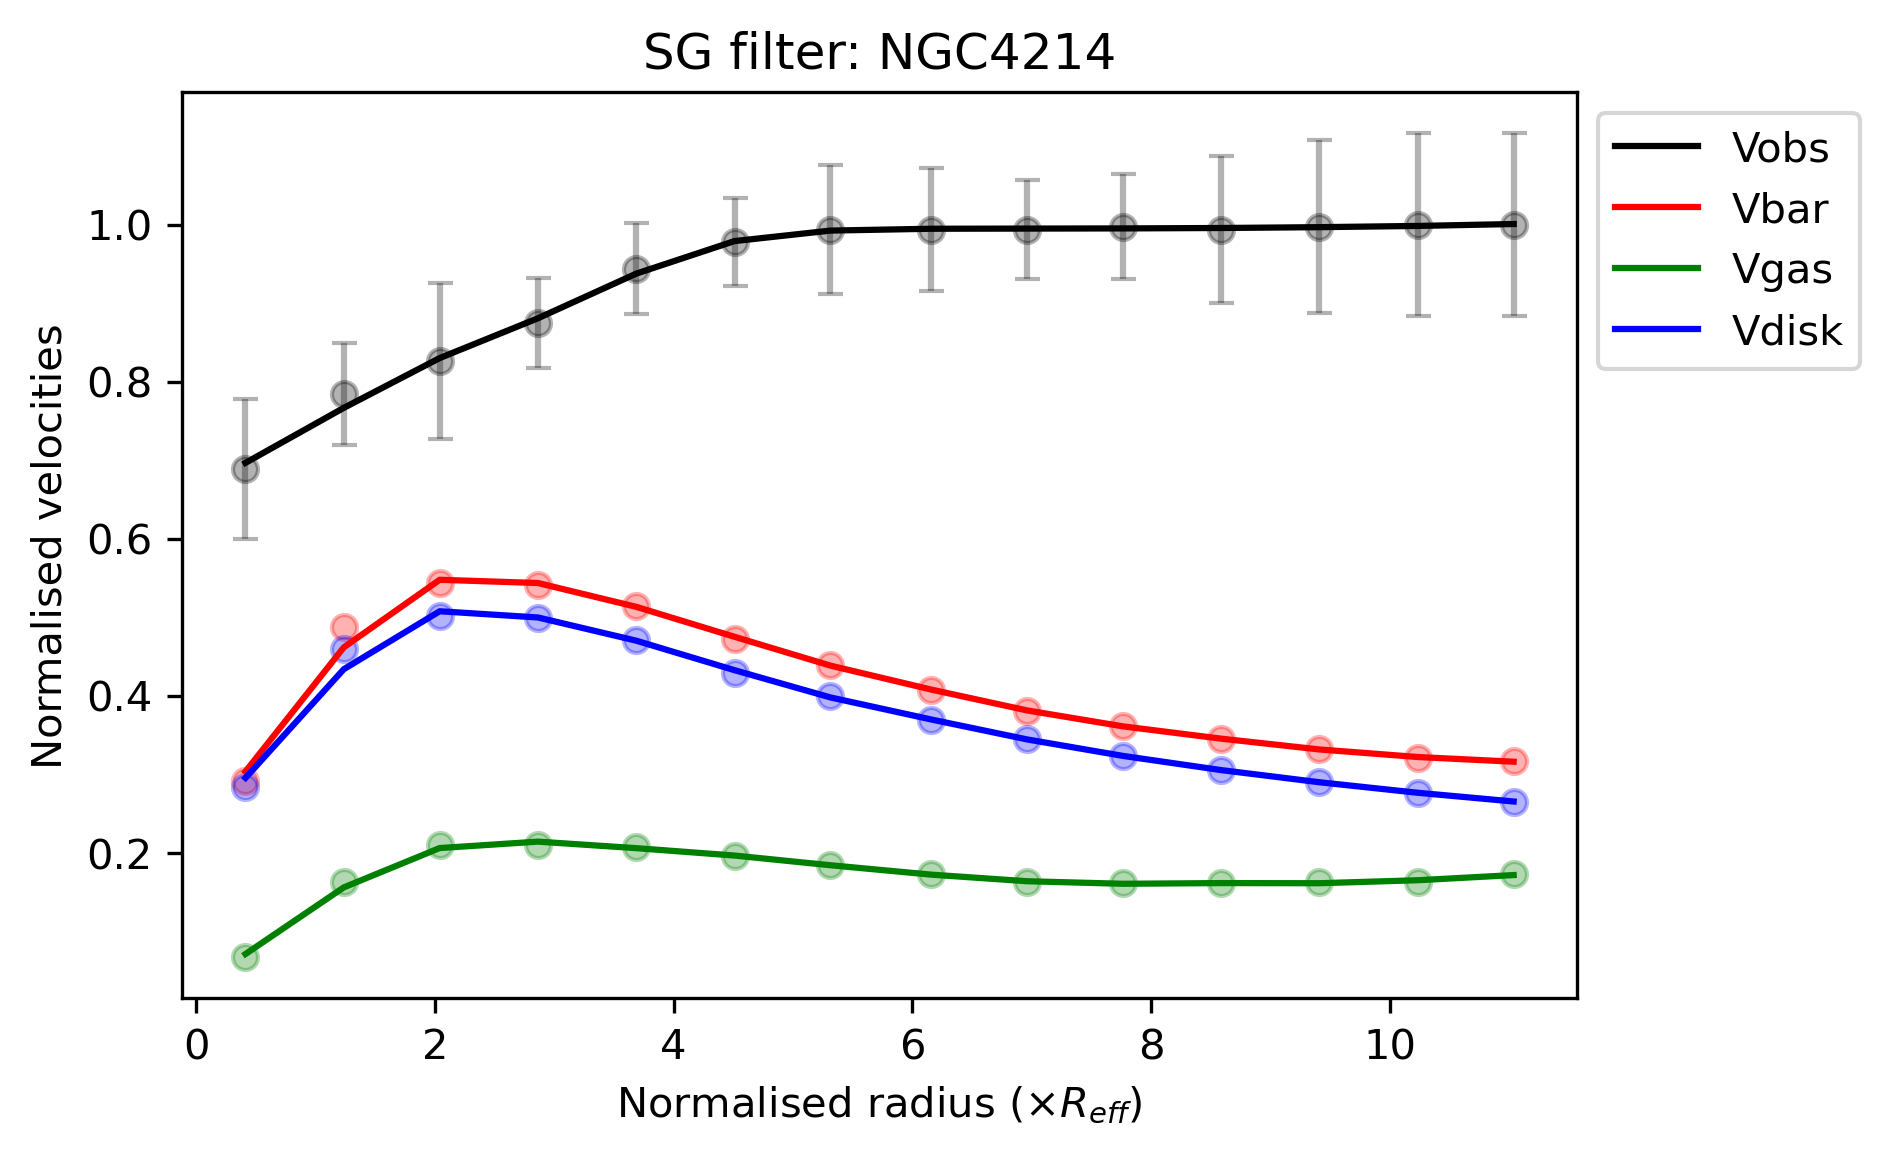 SG filter: NGC4214
Vobs
Vbar
Vgas
Vdisk
Normalised velocities
1.0
0.8
0.6
0.4
0.2
0 2 4 6 8 10
Normalised radius (×R_eff)